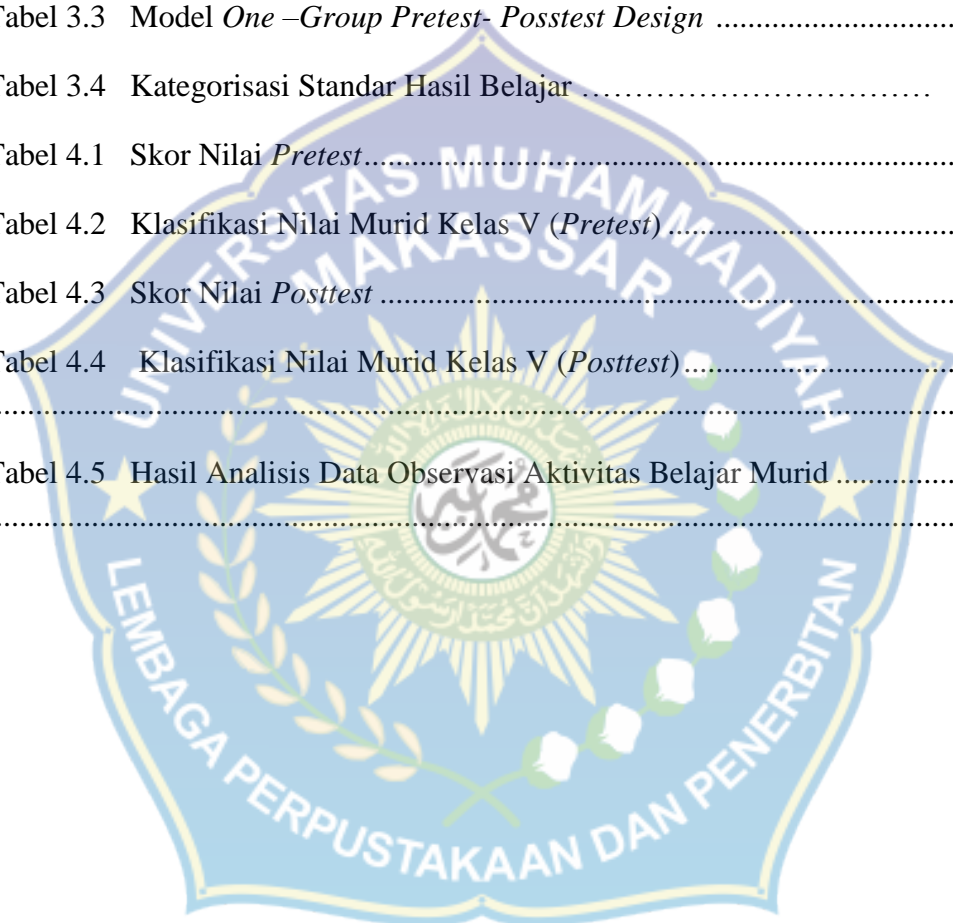 Tabel 3.3 Model One –Group Pretest- Posstest Design ..................................
Tabel 3.4 Kategorisasi Standar Hasil Belajar ……………………………
Tabel 4.1 Skor Nilai Pretest....................................................................................
Tabel 4.2 Klasifikasi Nilai Murid Kelas V (Pretest) ........................................
Tabel 4.3 Skor Nilai Posttest ..................................................................................
Tabel 4.4 Klasifikasi Nilai Murid Kelas V (Posttest) ......................................
....................................................................................................................................
Tabel 4.5 Hasil Analisis Data Observasi Aktivitas Belajar Murid .................
....................................................................................................................................
UNIVERSITAS MUHAMMADIYAH
MAKASSAR
LEMBAGA PERPUSTAKAAN DAN PENERBITAN